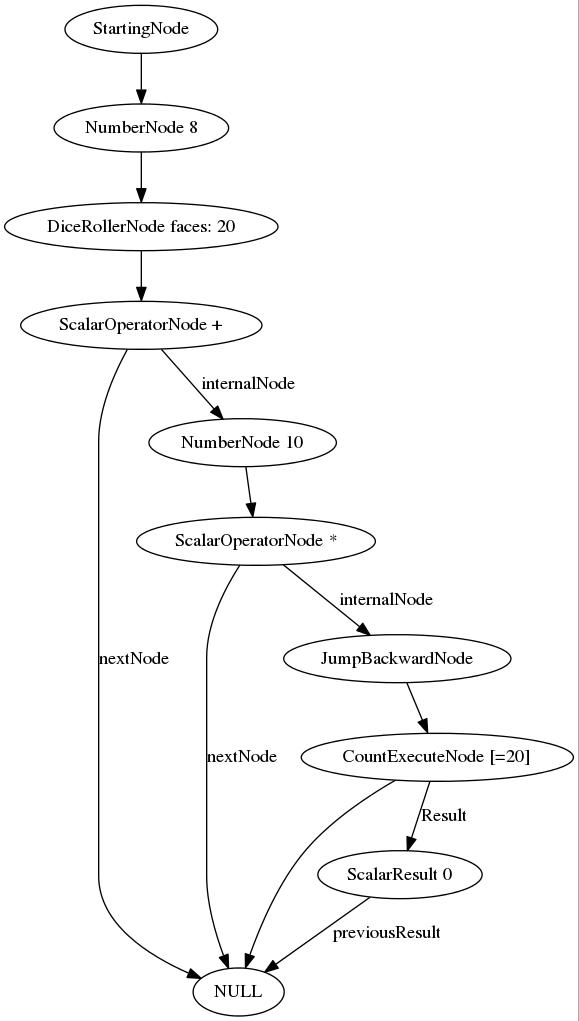 StartingNode
NumberNode 8
DiceRollerNode faces: 20
ScalarOperatorNode +
internalNode
NumberNode 10
ScalarOperatorNode *
internalNode
nextNode
JumpBackwardNode
nextNode
CountExecuteNode [=20]
Result
ScalarResult 0
previousResult
NULL